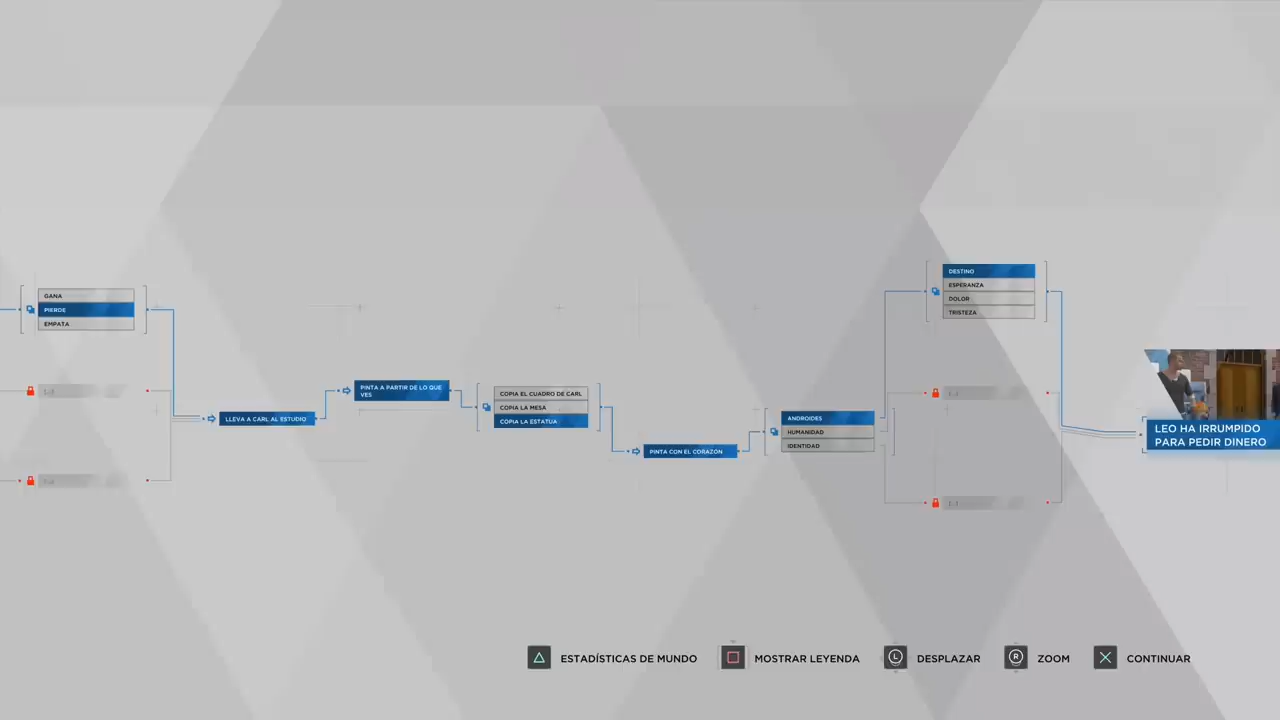 GANA
PIERDE
EMPATA
LLEVA A CARL AL ESTUDIO
PINTA A PARTIR DE LO QUE
VES
COPIA EL CUADRO DE CARL
COPIA LA MESA
COPIA LA ESTATUA
PINTA CON EL CORAZÓN
ANDROIDES
HUMANIDAD
IDENTIDAD
DESTINO
ESPERANZA
DOLOR
TRISTEZA
LEO HA IRRUMPIDO
PARA PEDIR DINERO
ESTADÍSTICAS DE MUNDO
MOSTRAR LEYENDA
L
DESPLAZAR
R
ZOOM
CONTINUAR